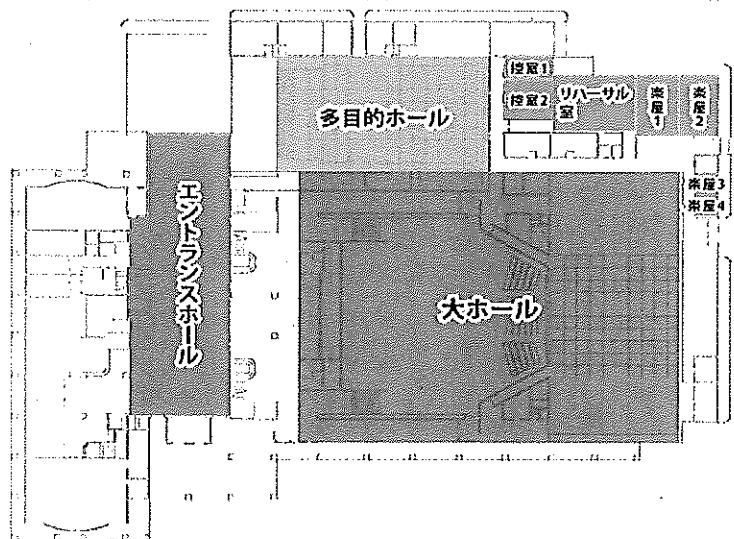 控室1
控室2
リハーサル
室
楽屋1
楽屋2
多目的ホール
楽屋3
楽屋4
エントランスホール
大ホール